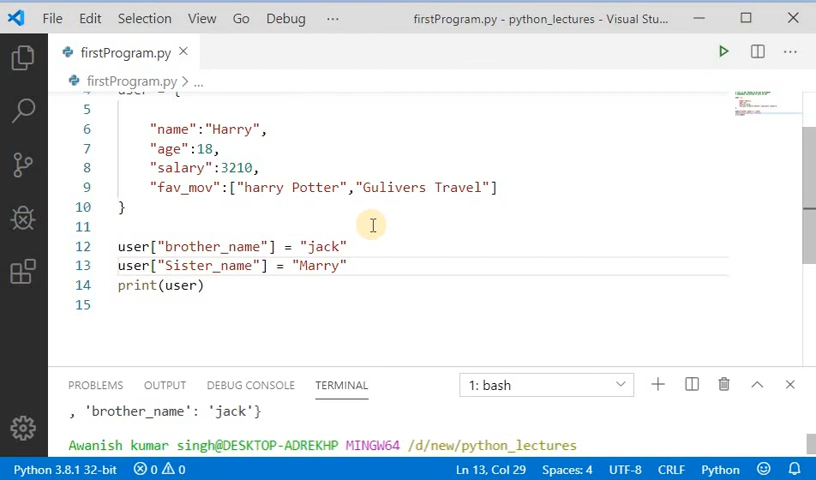 File Edit Selection View Go Debug ··· firstProgram.py - python_lectures - Visual Stu...
firstProgram.py
firstProgram.py > ...
4 user = {
5
6 "name":"Harry",
7 "age":18,
8 "salary":3210,
9 "fav_mov":["harry Potter","Gulivers Travel"]
10 }
11
12 user["brother_name"] = "jack"
13 user["Sister_name"] = "Marry"
14 print(user)
15
PROBLEMS OUTPUT DEBUG CONSOLE TERMINAL 1: bash
, 'brother_name': 'jack'}
Awanish kumar singh@DESKTOP-ADREKHP MINGW64 /d/new/python_lectures
Python 3.8.1 32-bit 0 0 Ln 13, Col 29 Spaces: 4 UTF-8 CRLF Python